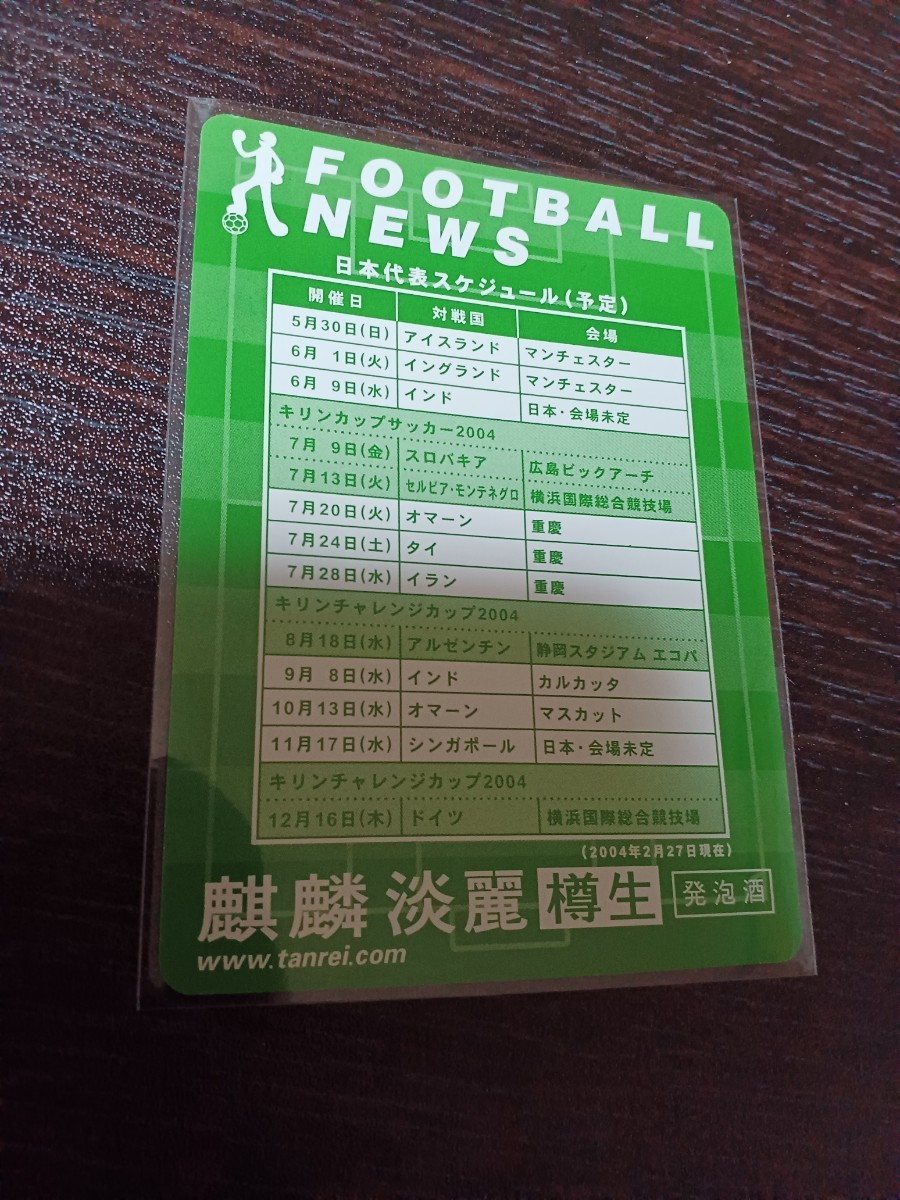 FOOTBALL
NEWS
日本代表スケジュール(予定)
開催日 対戦国 会場
5月30日(日) アイスランド マンチェスター
6月 1日(火) イングランド マンチェスター
6月 9日(水) インド 日本・会場未定
キリンカップサッカー2004
7月 9日(金) スロバキア 広島ビックアーチ
7月13日(火) セルビア・モンテネグロ 横浜国際総合競技場
7月20日(火) オマーン 重慶
7月24日(土) タイ 重慶
7月28日(水) イラン 重慶
キリンチャレンジカップ2004
8月18日(水) アルゼンチン 静岡スタジアム エコパ
9月 8日(水) インド カルカッタ
10月13日(水) オマーン マスカット
11月17日(水) シンガポール 日本・会場未定
キリンチャレンジカップ2004
12月16日(木) ドイツ 横浜国際総合競技場
(2004年2月27日現在)
麒麟淡麗 樽生 発泡酒
www.tanrei.com